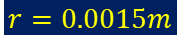 r = 0.0015m